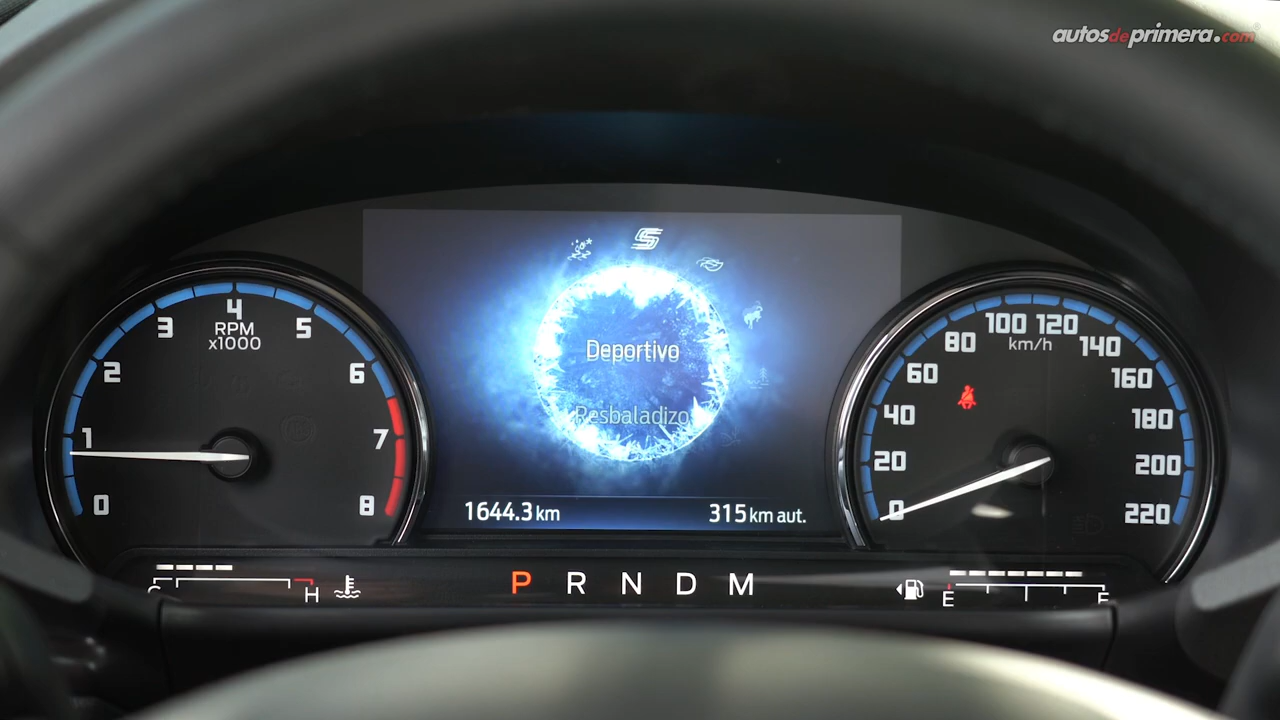 autosdeprimera.com
0 1 2 3 4 5 6 7 8
RPM
x1000
Deportivo
Resbaladizo
1644.3 km
315 km aut.
0 20 40 60 80 100 120 140 160 180 200 220
km/h
C H
P R N D M
E F